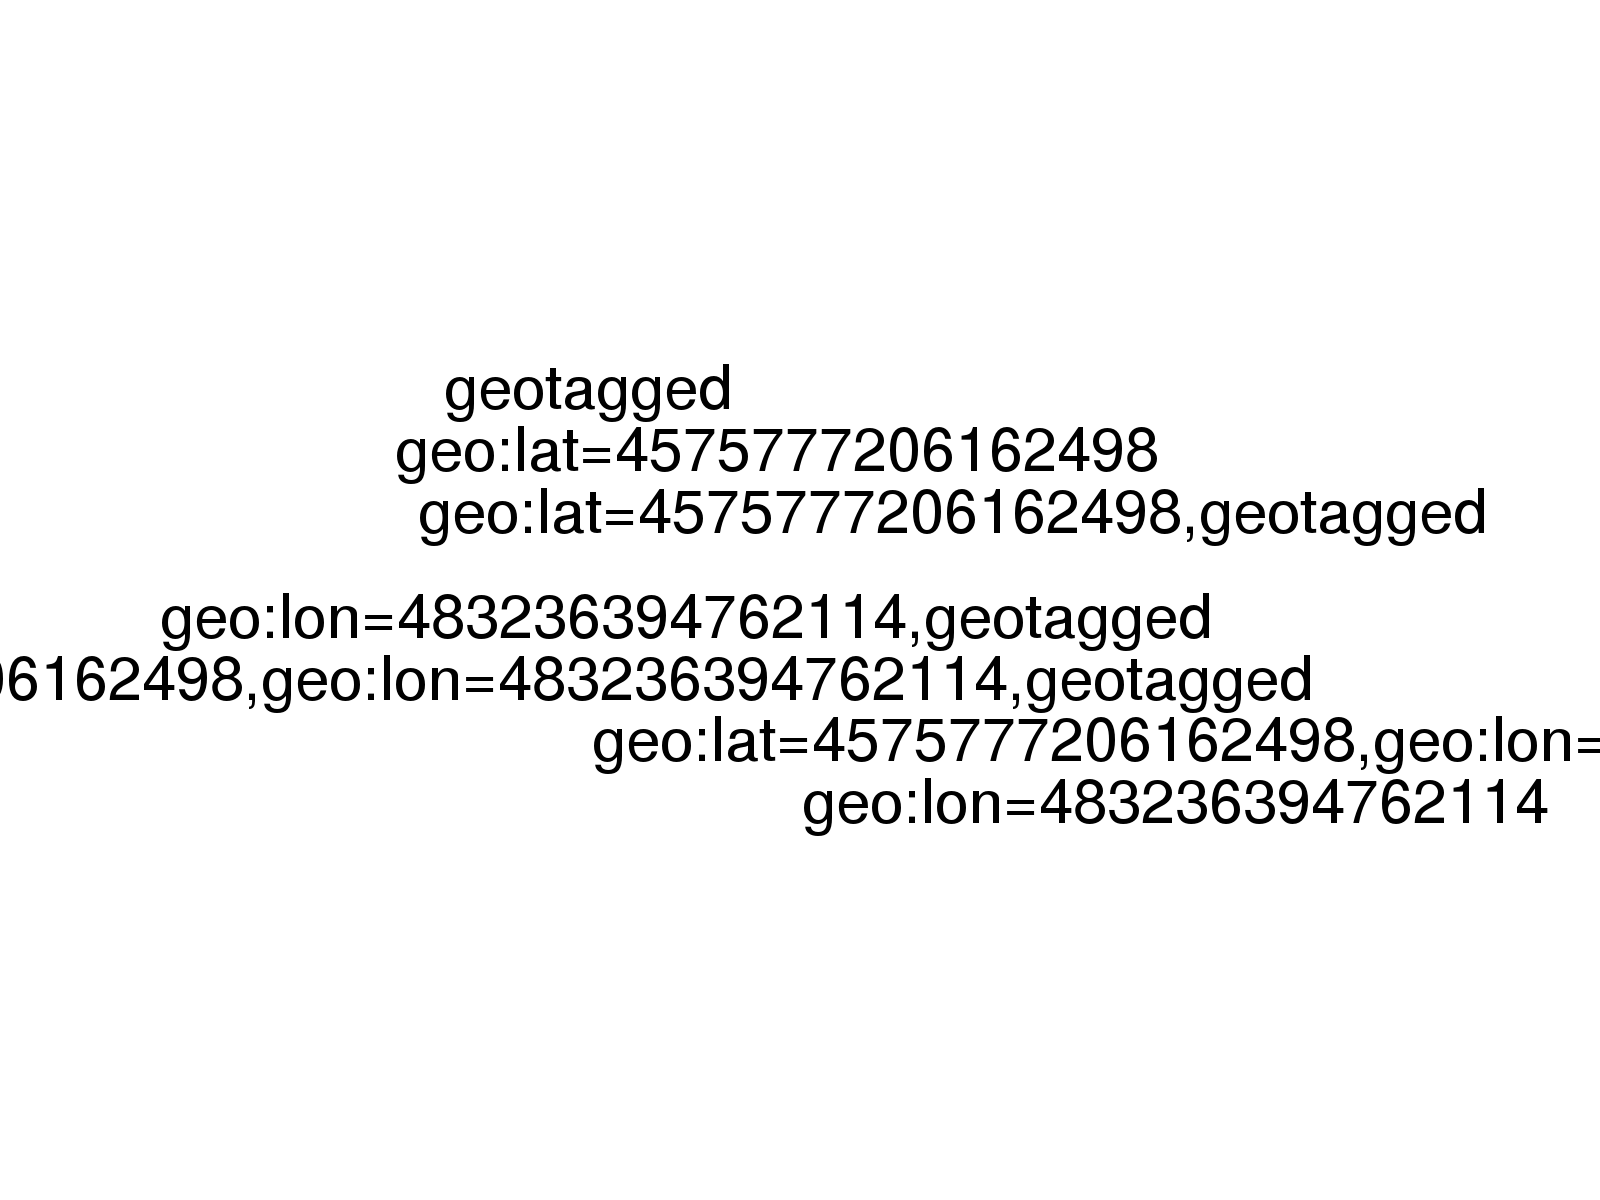 geotagged
geo:lat=4575777206162498
geo:lat=4575777206162498,geotagged
geo:lon=483236394762114,geotagged
06162498,geo:lon=483236394762114,geotagged
geo:lat=4575777206162498,geo:lon=
geo:lon=483236394762114